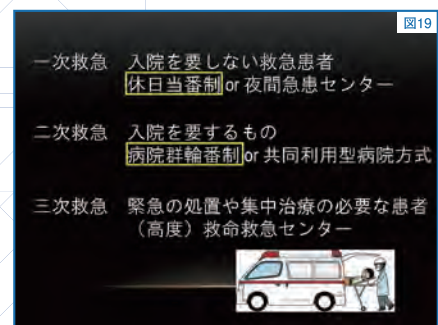 図19
一次救急 入院を要しない救急患者
休日当番制 or 夜間急患センター
二次救急 入院を要するもの
病院群輪番制 or 共同利用型病院方式
三次救急 緊急の処置や集中治療の必要な患者
（高度）救命救急センター